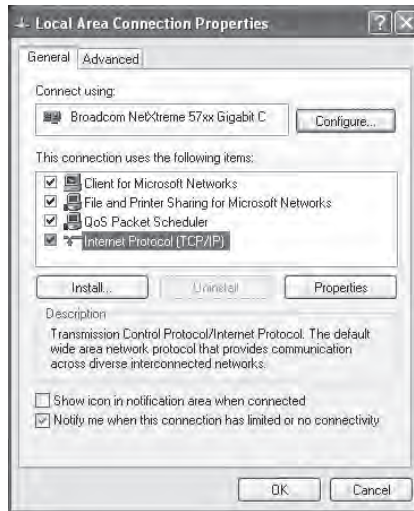 Local Area Connection Properties
General Advanced
Connect using:
Broadcom NetXtreme 57xx Gigabit C
Configure...
This connection uses the following items:
Client for Microsoft Networks
File and Printer Sharing for Microsoft Networks
QoS Packet Scheduler
Internet Protocol (TCP/IP)
Install... Uninstall Properties
Description
Transmission Control Protocol/Internet Protocol. The default
wide area network protocol that provides communication
across diverse interconnected networks.
Show icon in notification area when connected
Notify me when this connection has limited or no connectivity
OK Cancel